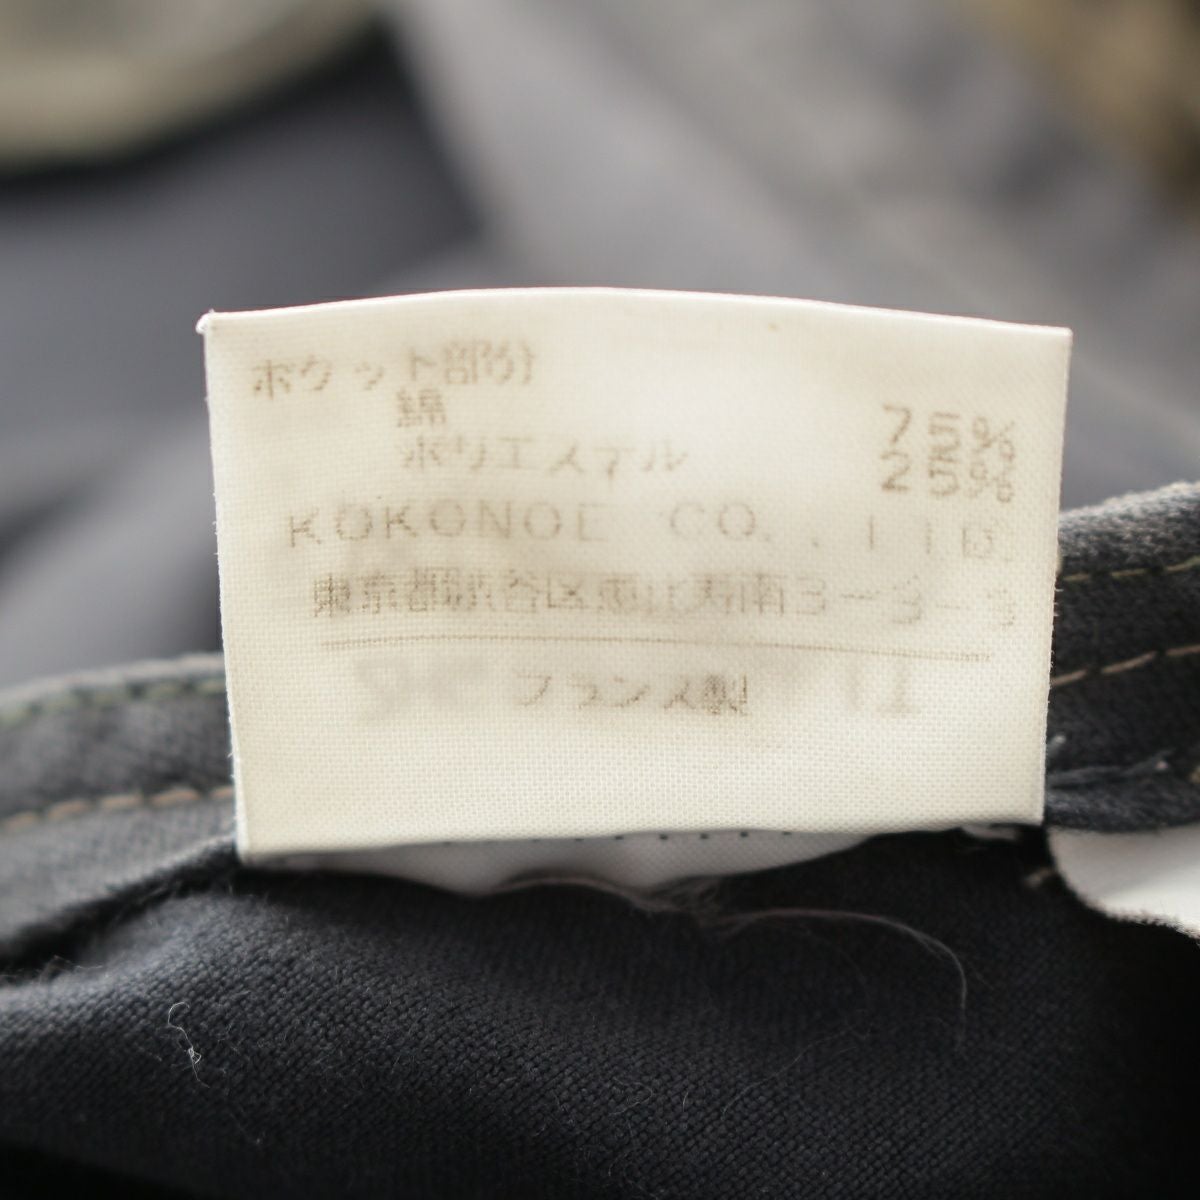 ポケット部分
綿 75%
ポリエステル 25%
KOKONOE CO., LTD.
東京都渋谷区恵比寿南3-3-
フランス製